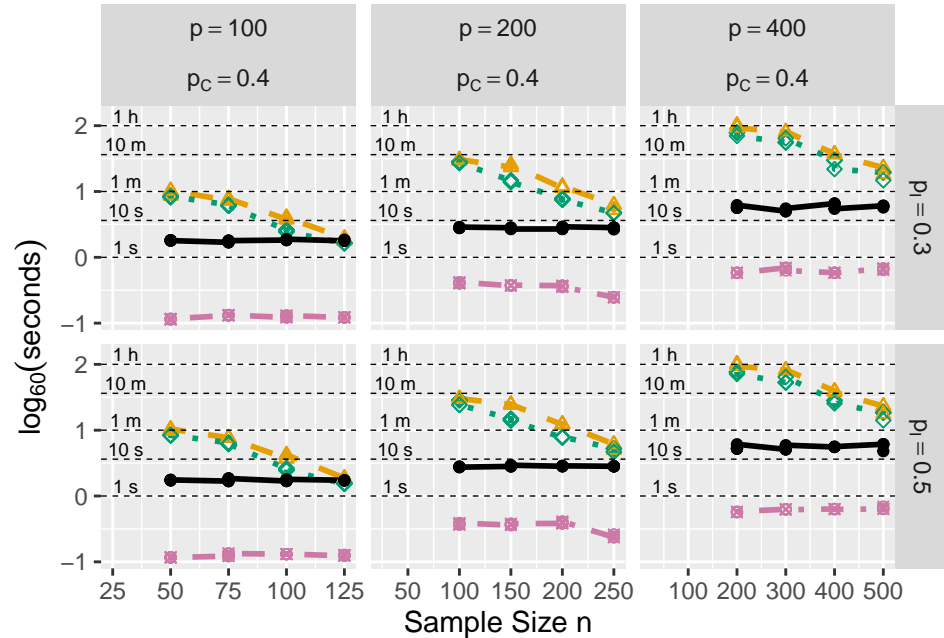 p = 100
p = 200
p = 400
p_C = 0.4
p_C = 0.4
p_C = 0.4
log₆₀(seconds)
2
1
0
−1
1 h
10 m
1 m
10 s
1 s
1 h
10 m
1 m
10 s
1 s
1 h
10 m
1 m
10 s
1 s
p_I = 0.3
2
1
0
−1
1 h
10 m
1 m
10 s
1 s
1 h
10 m
1 m
10 s
1 s
1 h
10 m
1 m
10 s
1 s
p_I = 0.5
25 50 75 100 125
50 100 150 200 250
100 200 300 400 500
Sample Size n